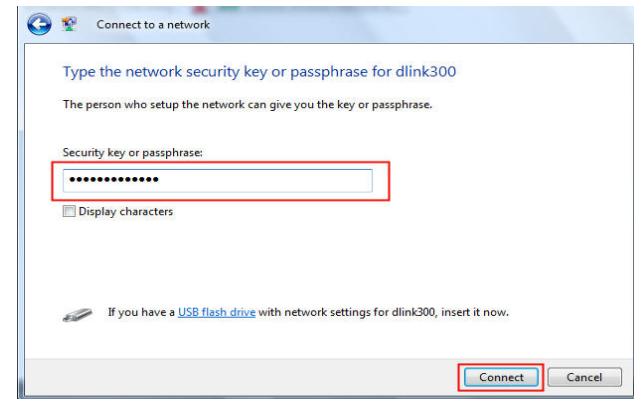 Connect to a network
Type the network security key or passphrase for dlink300
The person who setup the network can give you the key or passphrase.
Security key or passphrase:
•••••••••••••
Display characters
If you have a USB flash drive with network settings for dlink300, insert it now.
Connect Cancel